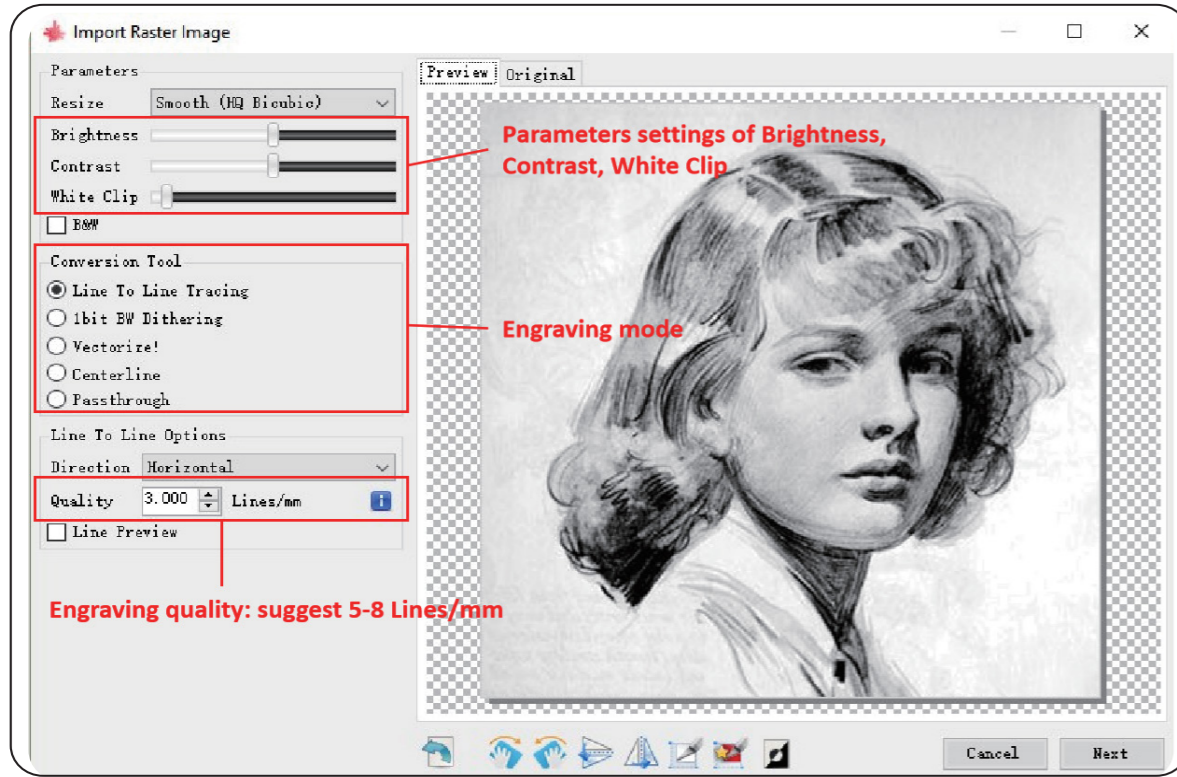 Import Raster Image
Parameters
Resize Smooth (HQ Bicubic)
Brightness
Contrast
White Clip
B&W
Conversion Tool
Line To Line Tracing
1bit BW Dithering
Vectorize!
Centerline
Passthrough
Line To Line Options
Direction Horizontal
Quality 3.000 Lines/mm
Line Preview
Engraving quality: suggest 5-8 Lines/mm
Preview Original
Parameters settings of Brightness,
Contrast, White Clip
Engraving mode
Cancel Next